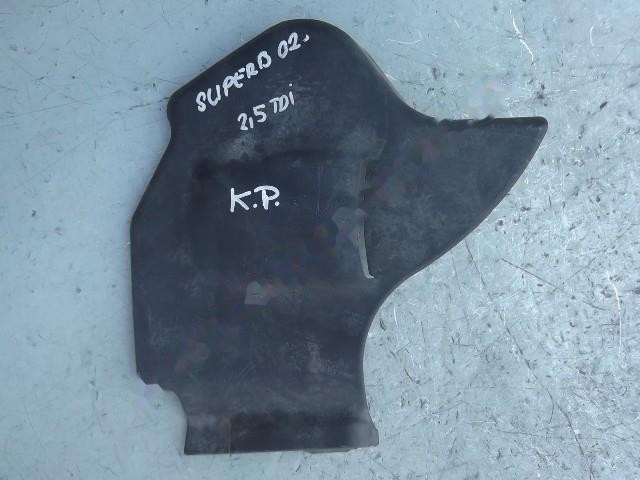 SUPERB 02.
2,5 TDi
K.P.